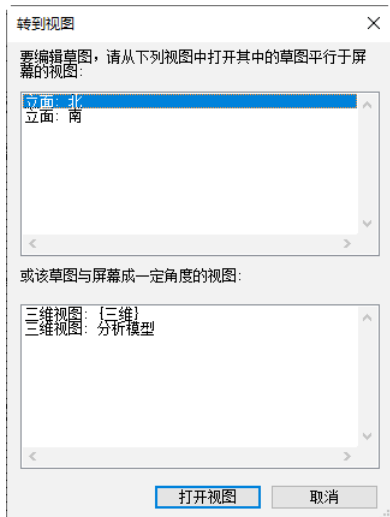 转到视图
要编辑草图，请从下列视图中打开其中的草图平行于屏
幕的视图:
立面: 北
立面: 南
或该草图与屏幕成一定角度的视图:
三维视图: {三维}
三维视图: 分析模型
打开视图 取消